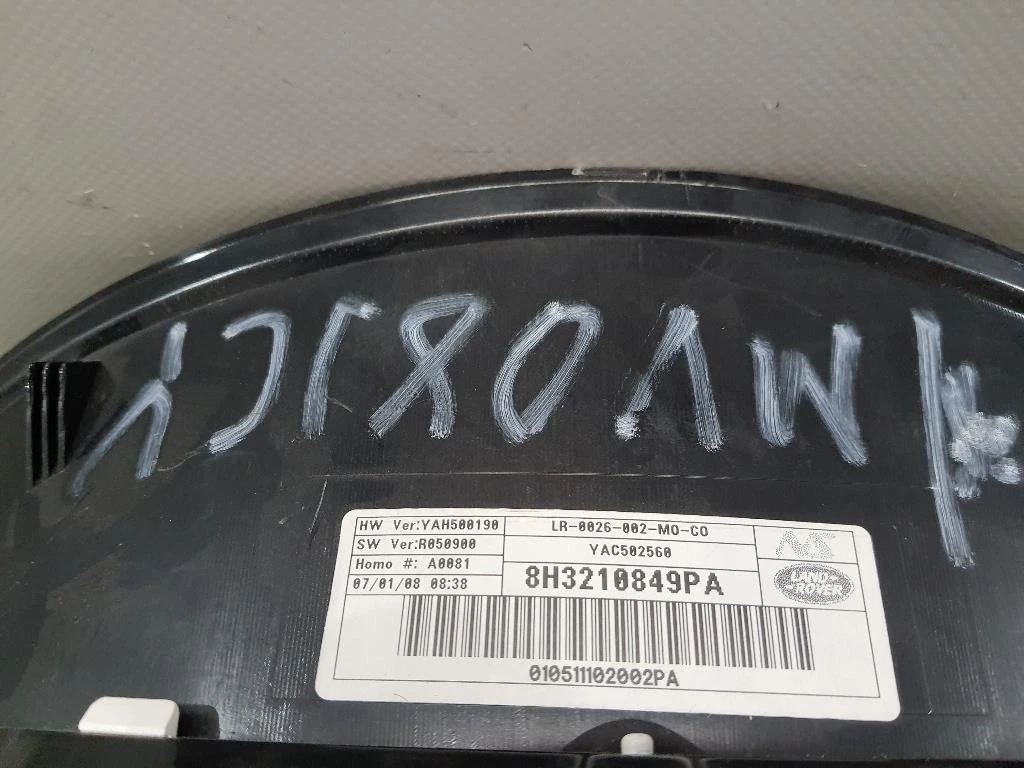 WV08JCY
HW Ver:YAH500190
SW Ver:R050900
Homo #: A0081
07/01/08 08:38
LR-0026-002-MO-CO
YAC502560
8H3210849PA
LAND ROVER
010511102002PA